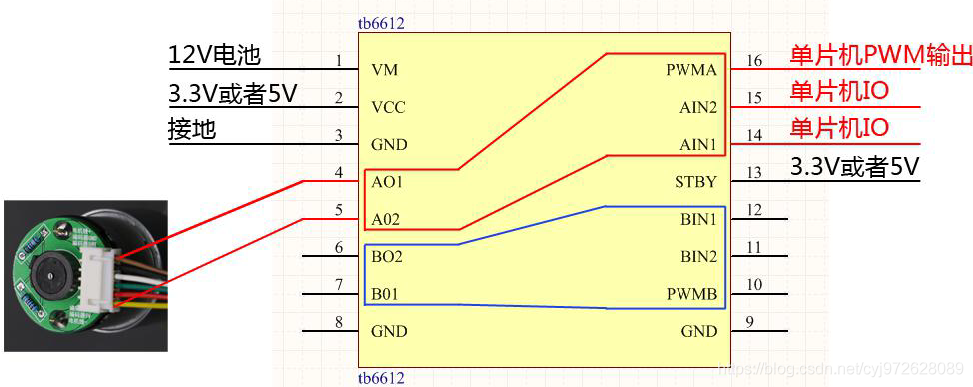 tb6612
12V电池
1
VM
PWMA
16
单片机PWM输出
3.3V或者5V
2
VCC
AIN2
15
单片机IO
接地
3
GND
AIN1
14
单片机IO
4
AO1
STBY
13
3.3V或者5V
5
A02
BIN1
12
6
BO2
BIN2
11
7
B01
PWMB
10
8
GND
GND
9
tb6612
https://blog.csdn.net/cyj972628089